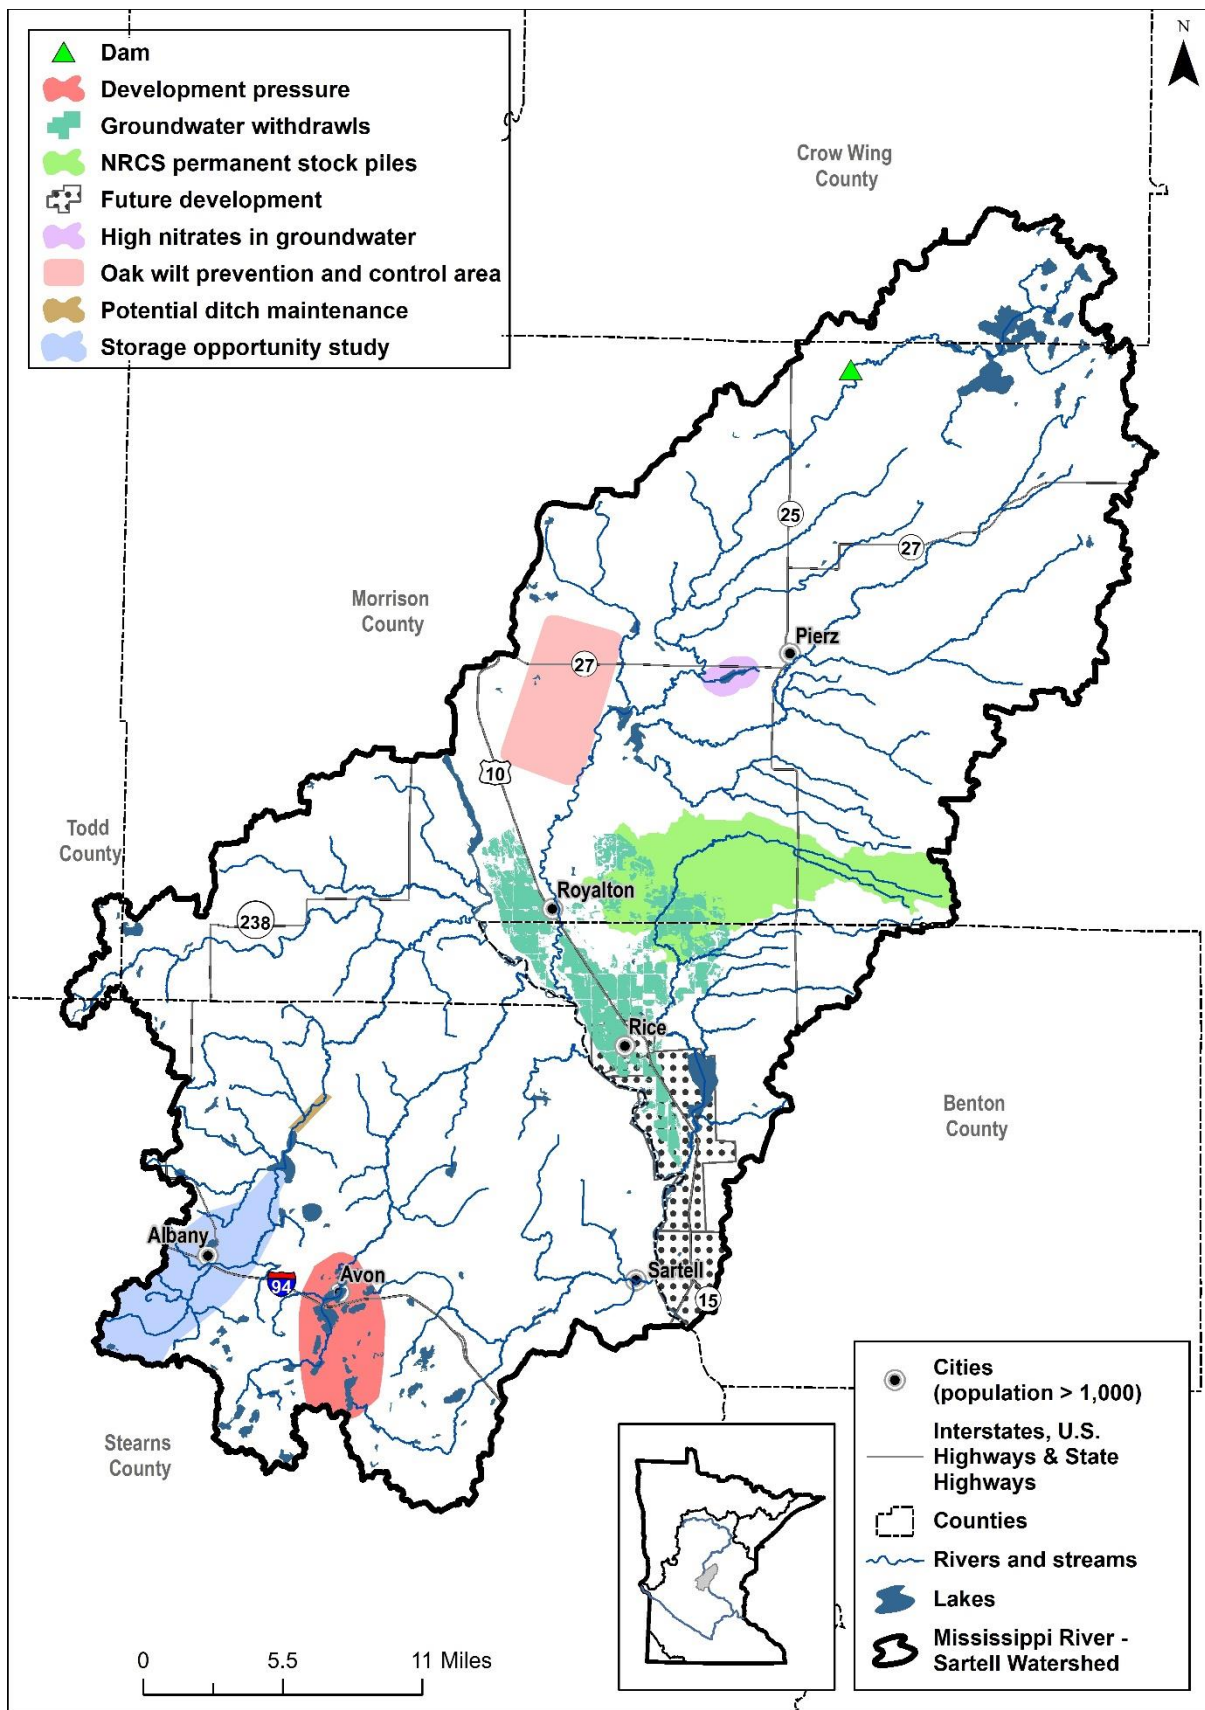 Dam
Development pressure
Groundwater withdrawls
NRCS permanent stock piles
Future development
High nitrates in groundwater
Oak wilt prevention and control area
Potential ditch maintenance
Storage opportunity study
N
Crow Wing
County
25
27
Morrison
County
Pierz
27
10
Todd
County
Royalton
238
Rice
Benton
County
Albany
94
Avon
Sartell
15
Stearns
County
Cities
(population > 1,000)
Interstates, U.S.
Highways & State
Highways
Counties
Rivers and streams
Lakes
Mississippi River -
Sartell Watershed
0 5.5 11 Miles